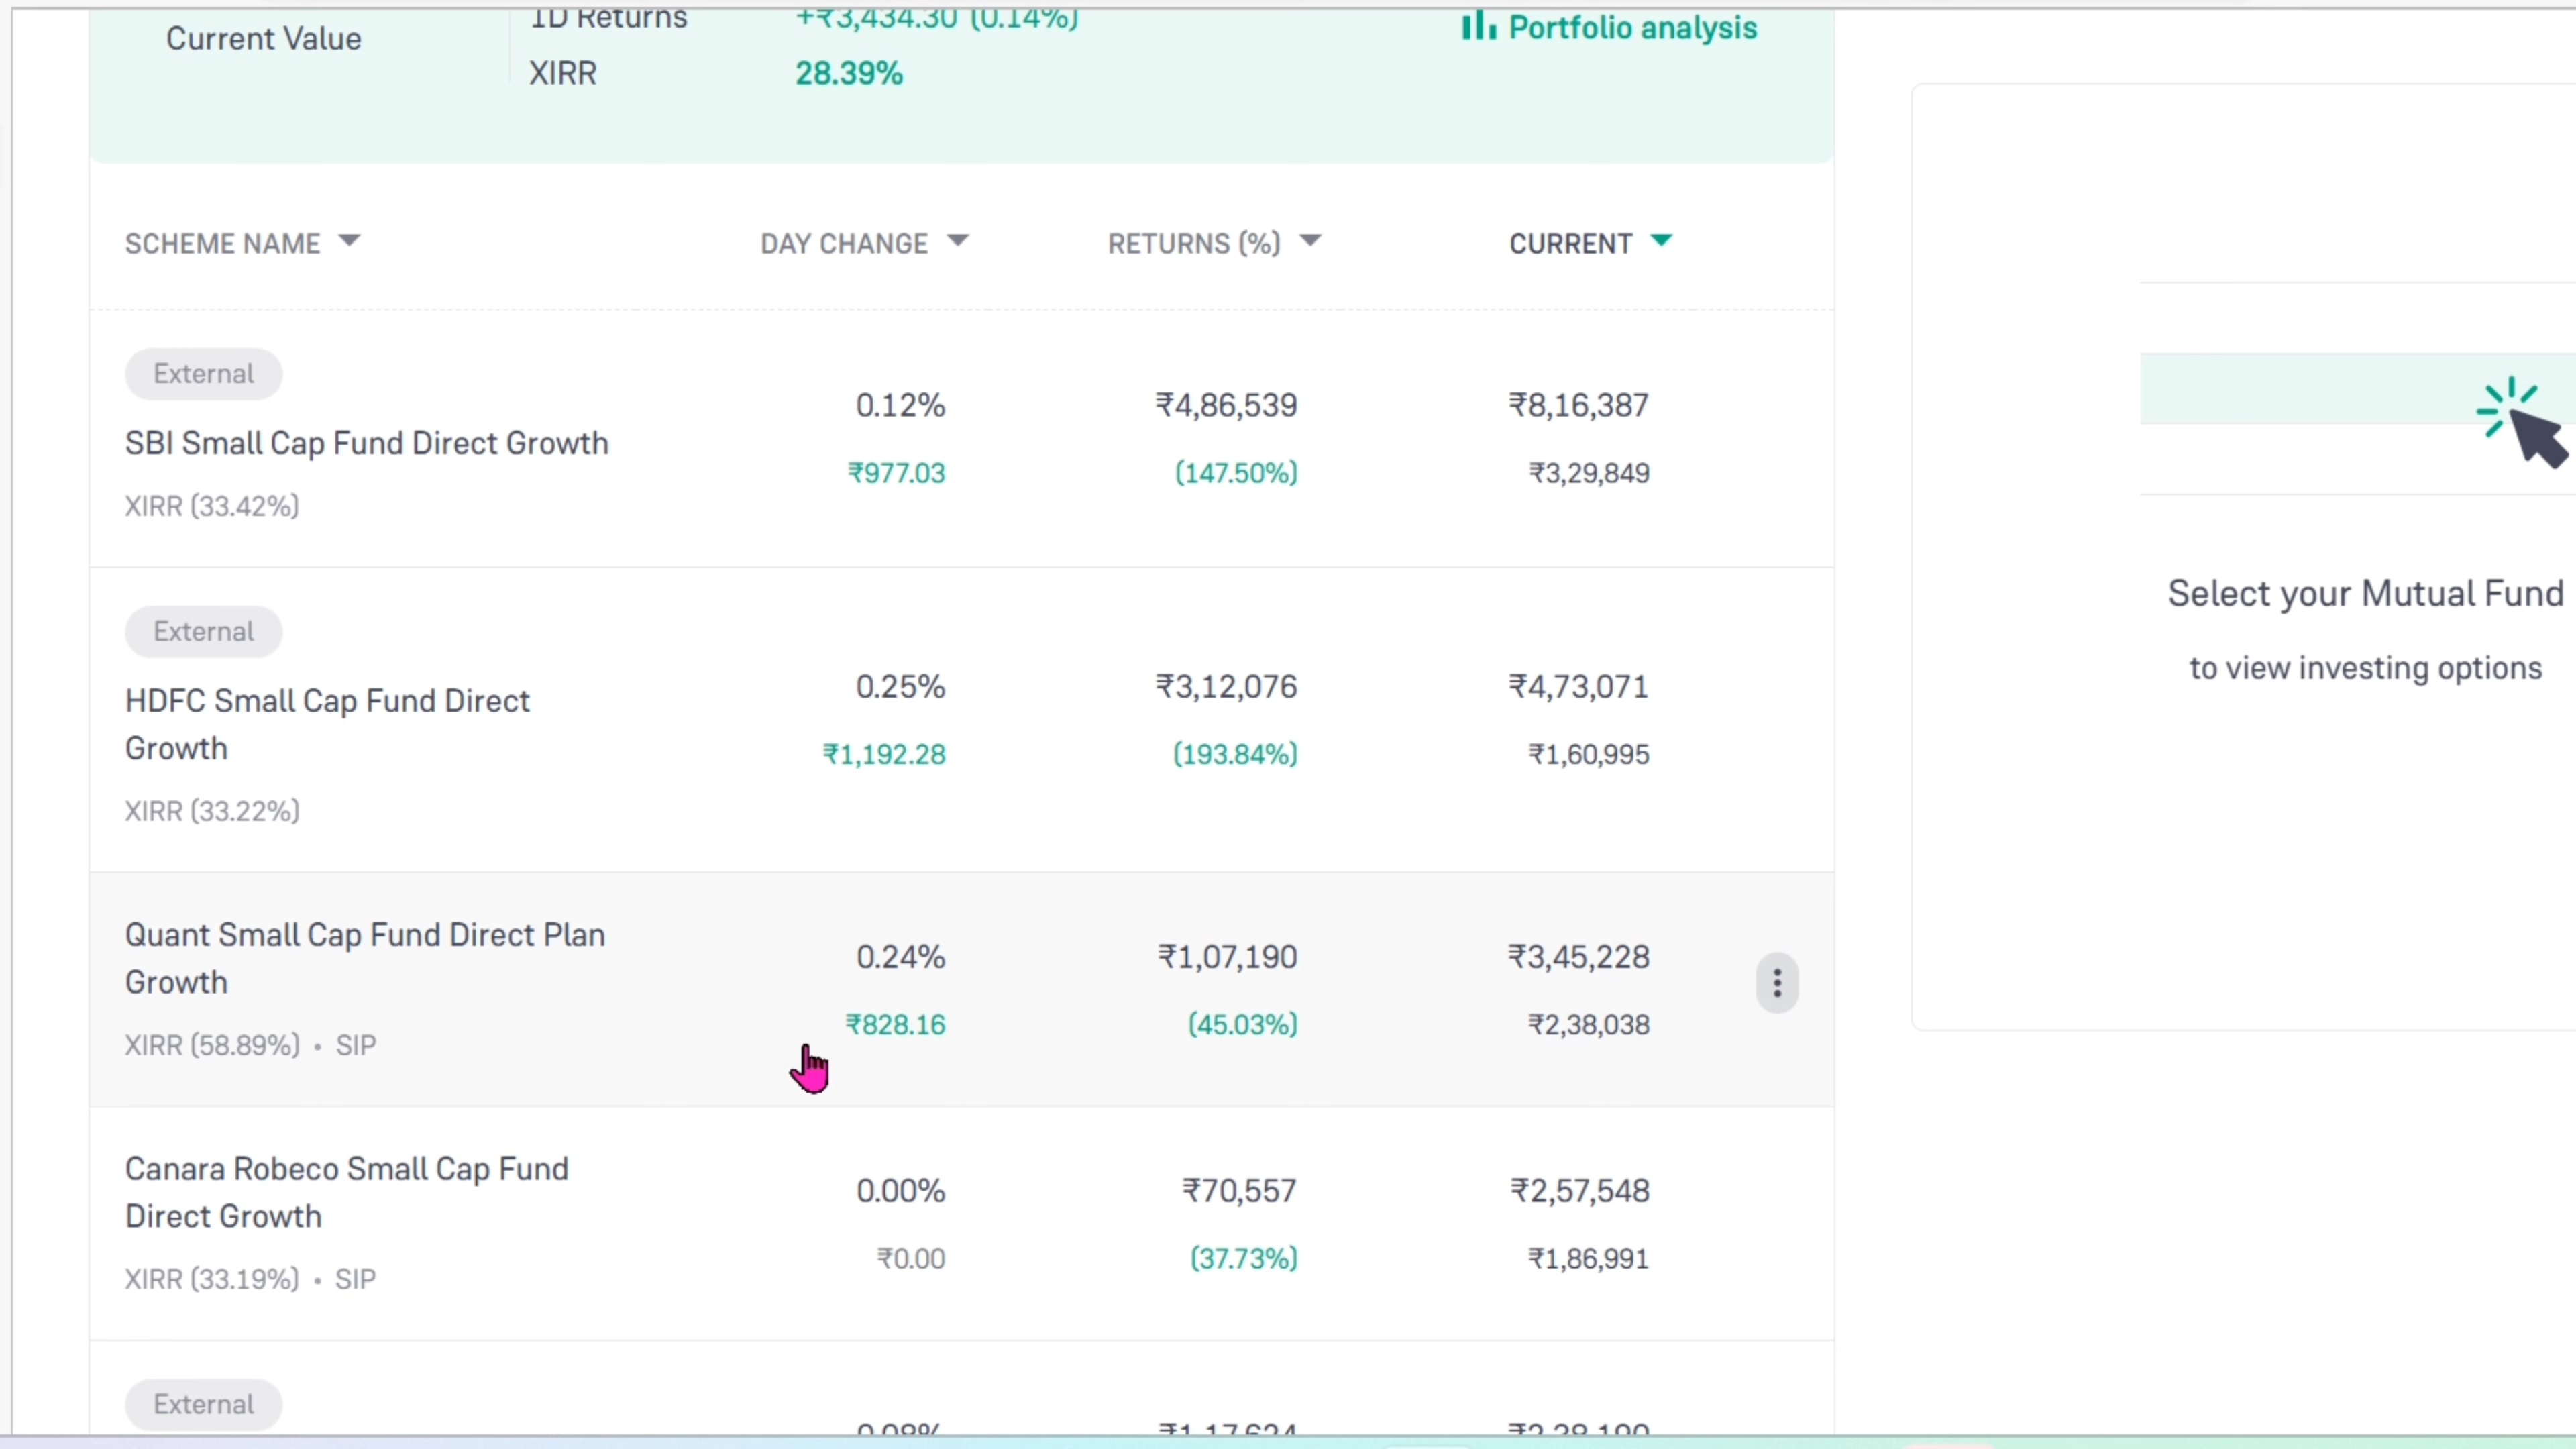 1D Returns +₹3,434.30 (0.14%)
Current Value
Portfolio analysis
XIRR 28.39%
SCHEME NAME DAY CHANGE RETURNS (%) CURRENT
External
0.12% ₹4,86,539 ₹8,16,387
SBI Small Cap Fund Direct Growth
₹977.03 (147.50%) ₹3,29,849
XIRR (33.42%)
External
0.25% ₹3,12,076 ₹4,73,071
HDFC Small Cap Fund Direct
Growth
₹1,192.28 (193.84%) ₹1,60,995
XIRR (33.22%)
Quant Small Cap Fund Direct Plan
Growth
0.24% ₹1,07,190 ₹3,45,228
₹828.16 (45.03%) ₹2,38,038
XIRR (58.89%) • SIP
Canara Robeco Small Cap Fund
Direct Growth
0.00% ₹70,557 ₹2,57,548
₹0.00 (37.73%) ₹1,86,991
XIRR (33.19%) • SIP
External
Select your Mutual Fund
to view investing options